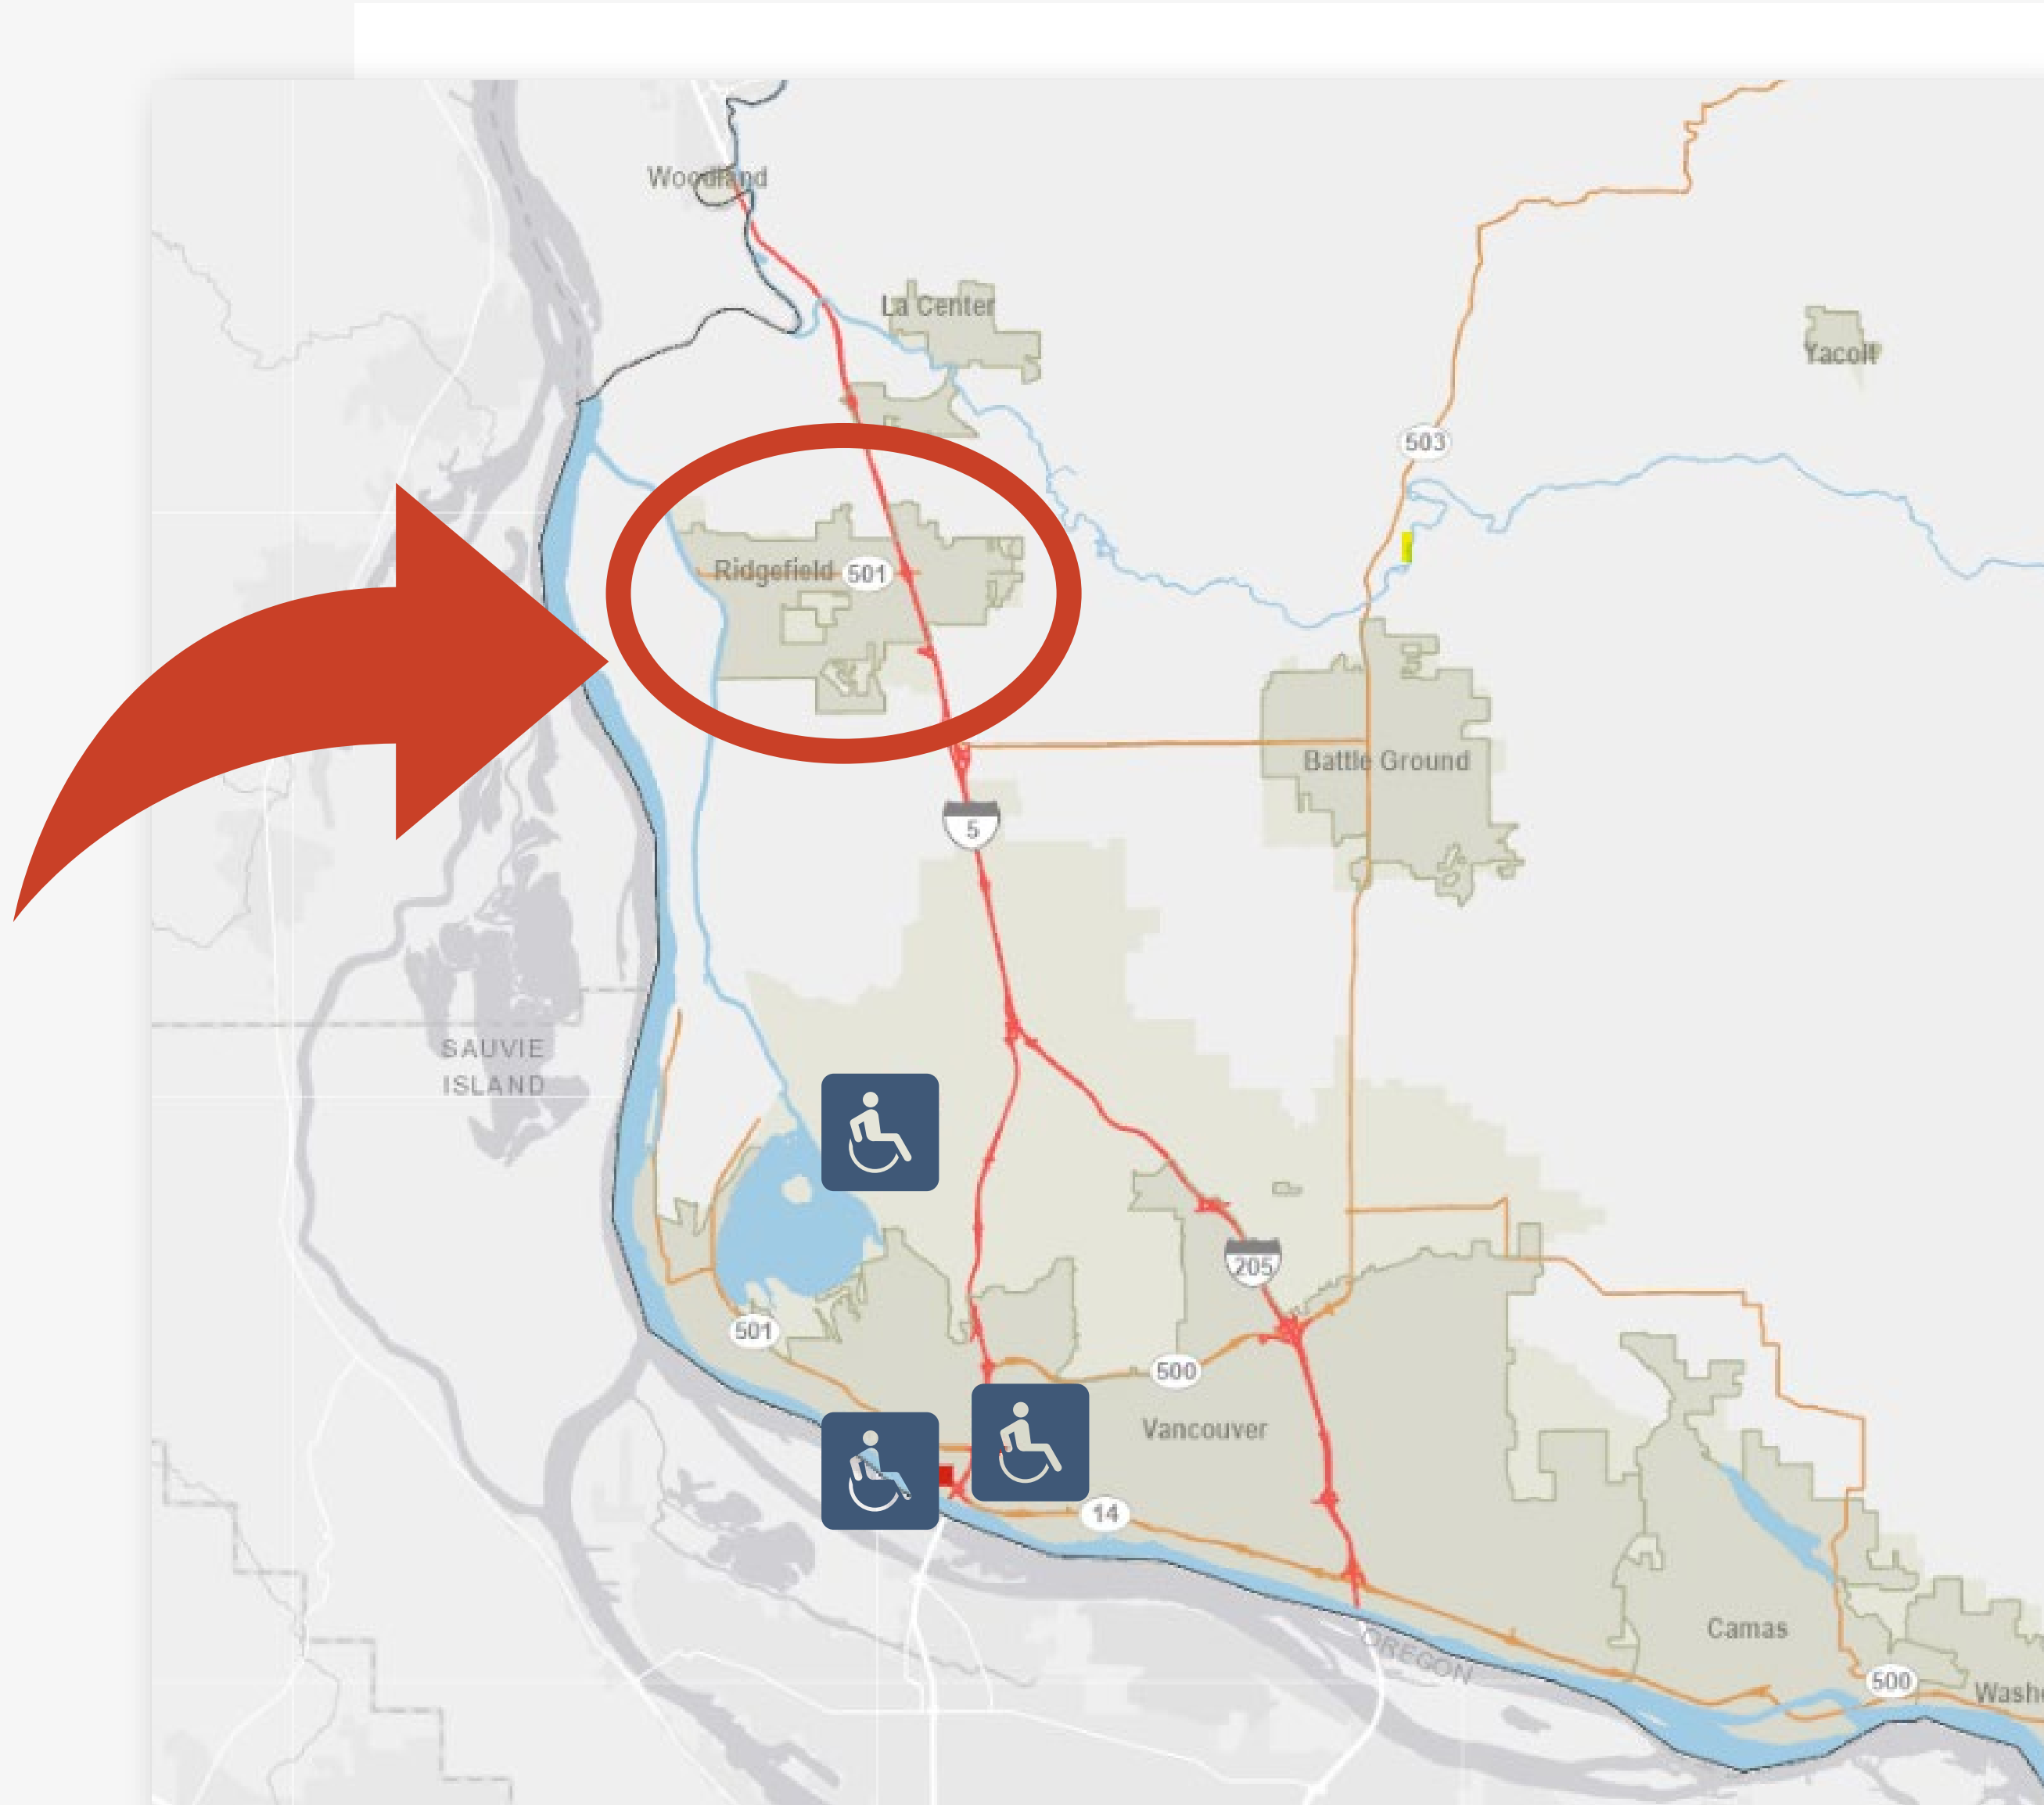 Woodland
La Center
Yacolt
503
Ridgefield 501
Battle Ground
5
SAUVIE
ISLAND
205
501
500
Vancouver
14
Camas
OREGON
500
Washo